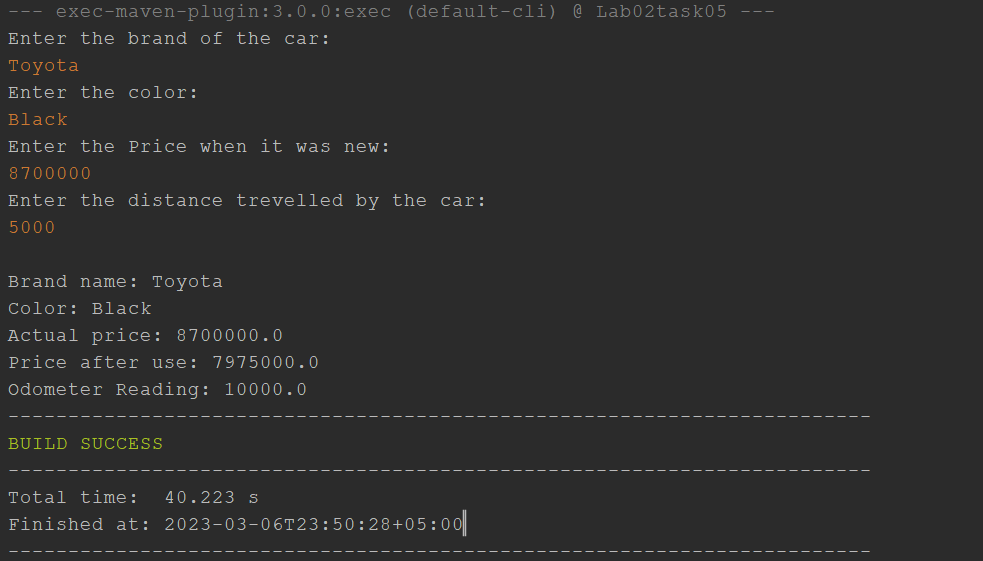 --- exec-maven-plugin:3.0.0:exec (default-cli) @ Lab02task05 ---
Enter the brand of the car:
Toyota
Enter the color:
Black
Enter the Price when it was new:
8700000
Enter the distance trevelled by the car:
5000

Brand name: Toyota
Color: Black
Actual price: 8700000.0
Price after use: 7975000.0
Odometer Reading: 10000.0
------------------------------------------------------------------------
BUILD SUCCESS
------------------------------------------------------------------------
Total time:  40.223 s
Finished at: 2023-03-06T23:50:28+05:00
------------------------------------------------------------------------